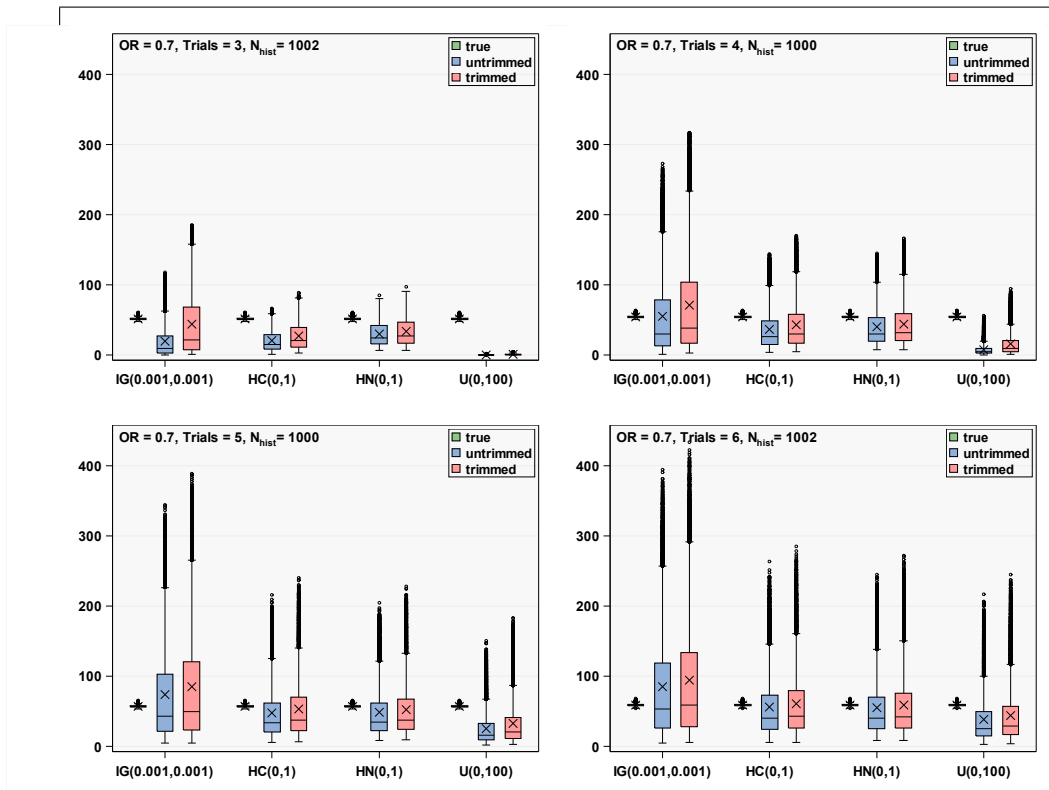 OR = 0.7, Trials = 3, Nhist= 1002
true
untrimmed
trimmed
400
300
200
100
0
IG(0.001,0.001) HC(0,1) HN(0,1) U(0,100)
OR = 0.7, Trials = 4, Nhist= 1000
true
untrimmed
trimmed
400
300
200
100
0
IG(0.001,0.001) HC(0,1) HN(0,1) U(0,100)
OR = 0.7, Trials = 5, Nhist= 1000
true
untrimmed
trimmed
400
300
200
100
0
IG(0.001,0.001) HC(0,1) HN(0,1) U(0,100)
OR = 0.7, Trials = 6, Nhist= 1002
true
untrimmed
trimmed
400
300
200
100
0
IG(0.001,0.001) HC(0,1) HN(0,1) U(0,100)